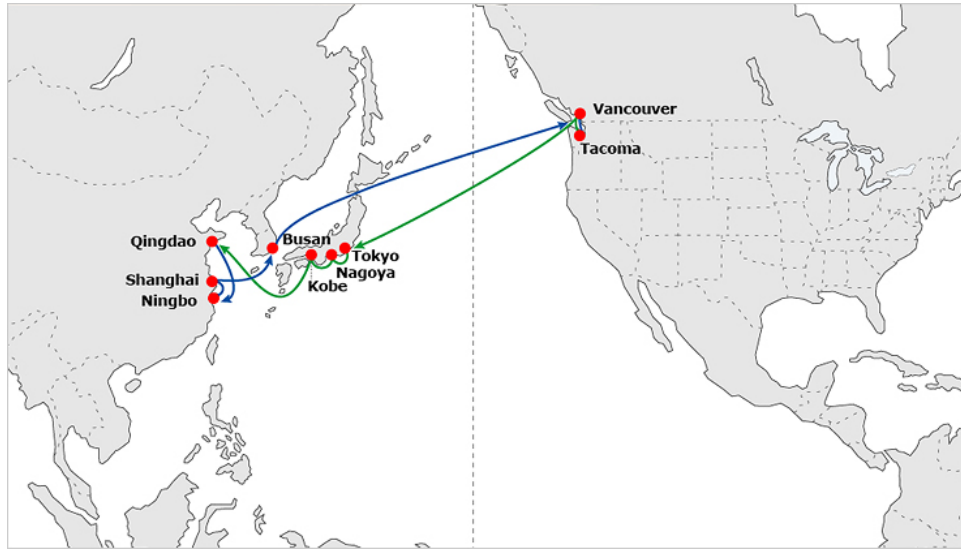 Vancouver
Tacoma
Qingdao
Busan
Tokyo
Nagoya
Shanghai
Kobe
Ningbo